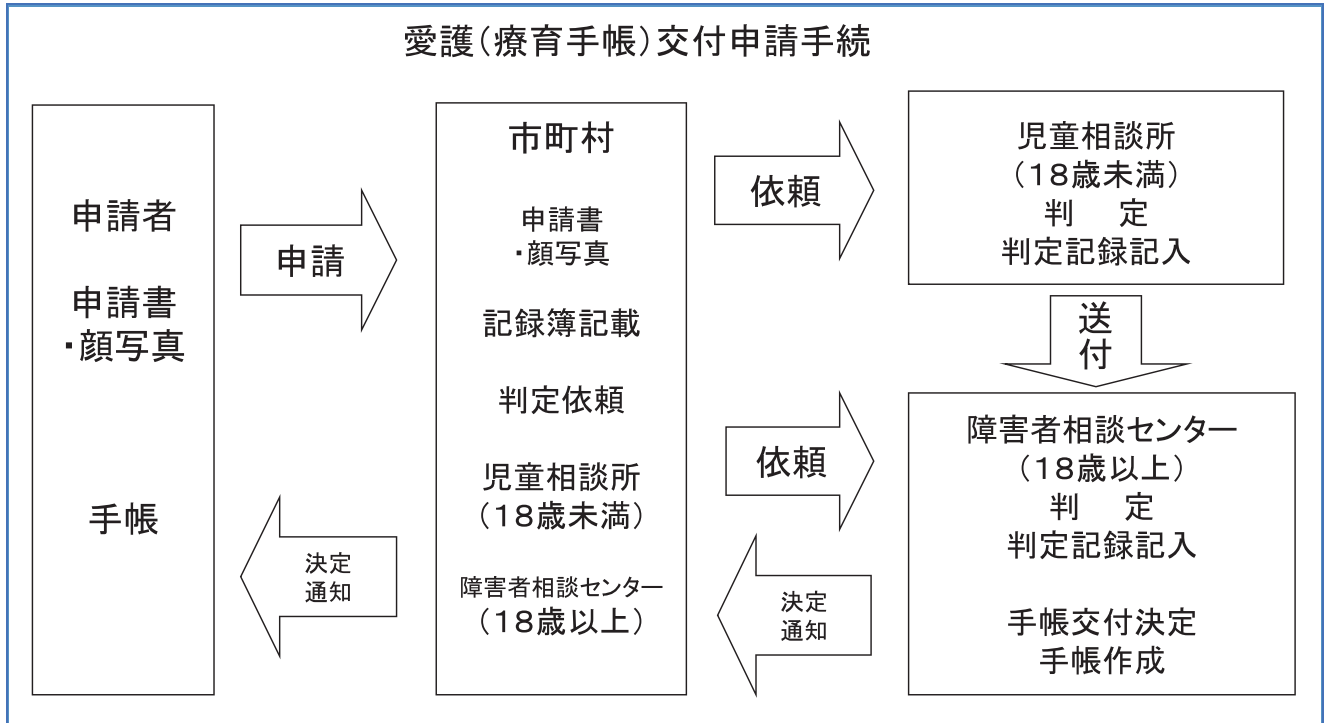 愛護（療育手帳）交付申請手続
申請者
申請書
・顔写真
手帳
申請
決定
通知
市町村
申請書
・顔写真
記録簿記載
判定依頼
児童相談所
（１８歳未満）
障害者相談センター
（１８歳以上）
依頼
依頼
決定
通知
児童相談所
（１８歳未満）
判　定
判定記録記入
送
付
障害者相談センター
（１８歳以上）
判　定
判定記録記入
手帳交付決定
手帳作成